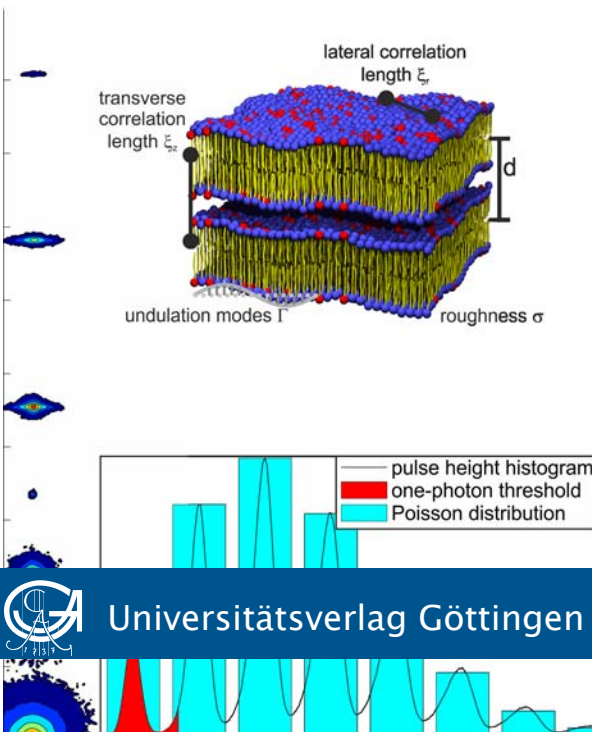 lateral correlation
length ξr
transverse
correlation
length ξz
d
undulation modes Γ
roughness σ
pulse height histogram
one-photon threshold
Poisson distribution
Universitätsverlag Göttingen
1737